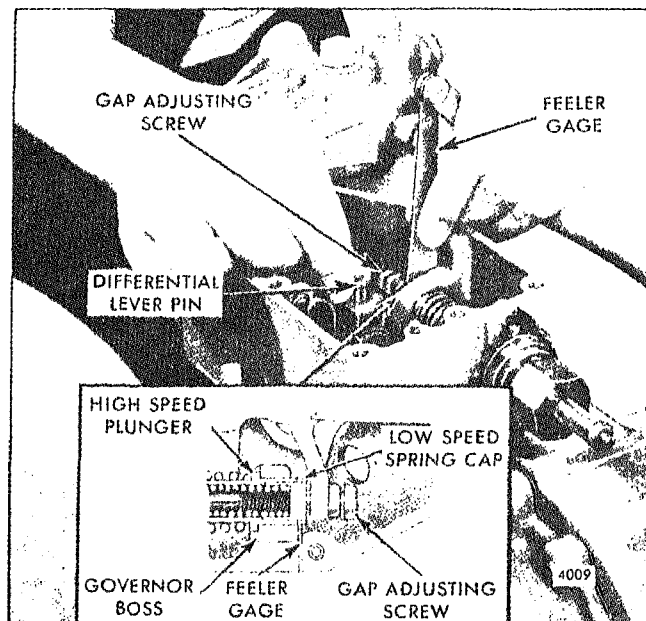 GAP ADJUSTING
SCREW
FEELER
GAGE
DIFFERENTIAL
LEVER PIN
HIGH SPEED
PLUNGER
LOW SPEED
SPRING CAP
GOVERNOR
BOSS
FEELER
GAGE
GAP ADJUSTING
SCREW
4009